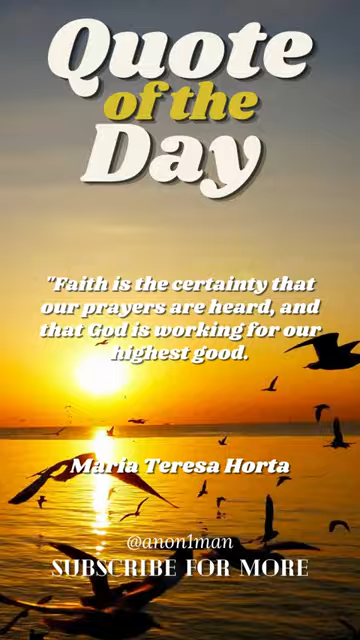 Quote
of the
Day
"Faith is the certainty that
our prayers are heard, and
that God is working for our
highest good.
Maria Teresa Horta
@anon1man
SUBSCRIBE FOR MORE